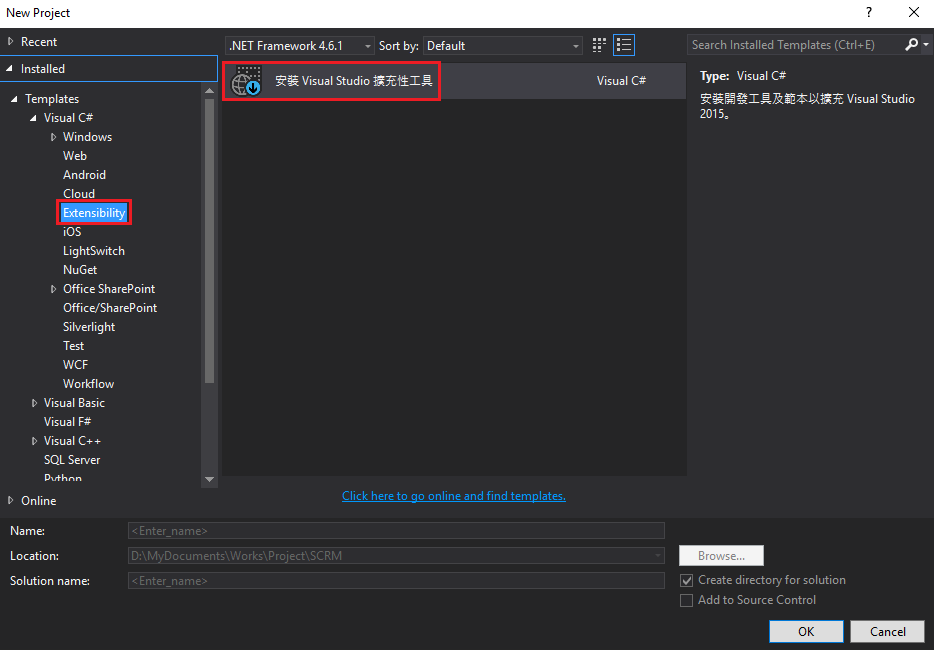 New Project
?
Recent
Installed
Templates
Visual C#
Windows
Web
Android
Cloud
Extensibility
iOS
LightSwitch
NuGet
Office SharePoint
Office/SharePoint
Silverlight
Test
WCF
Workflow
Visual Basic
Visual F#
Visual C++
SQL Server
Python
Online
.NET Framework 4.6.1 Sort by: Default
安裝 Visual Studio 擴充性工具 Visual C#
Click here to go online and find templates.
Search Installed Templates (Ctrl+E)
Type: Visual C#
安裝開發工具及範本以擴充 Visual Studio
2015。
Name: <Enter_name>
Location: D:\MyDocuments\Works\Project\SCRM Browse...
Solution name: <Enter_name>
Create directory for solution
Add to Source Control
OK Cancel